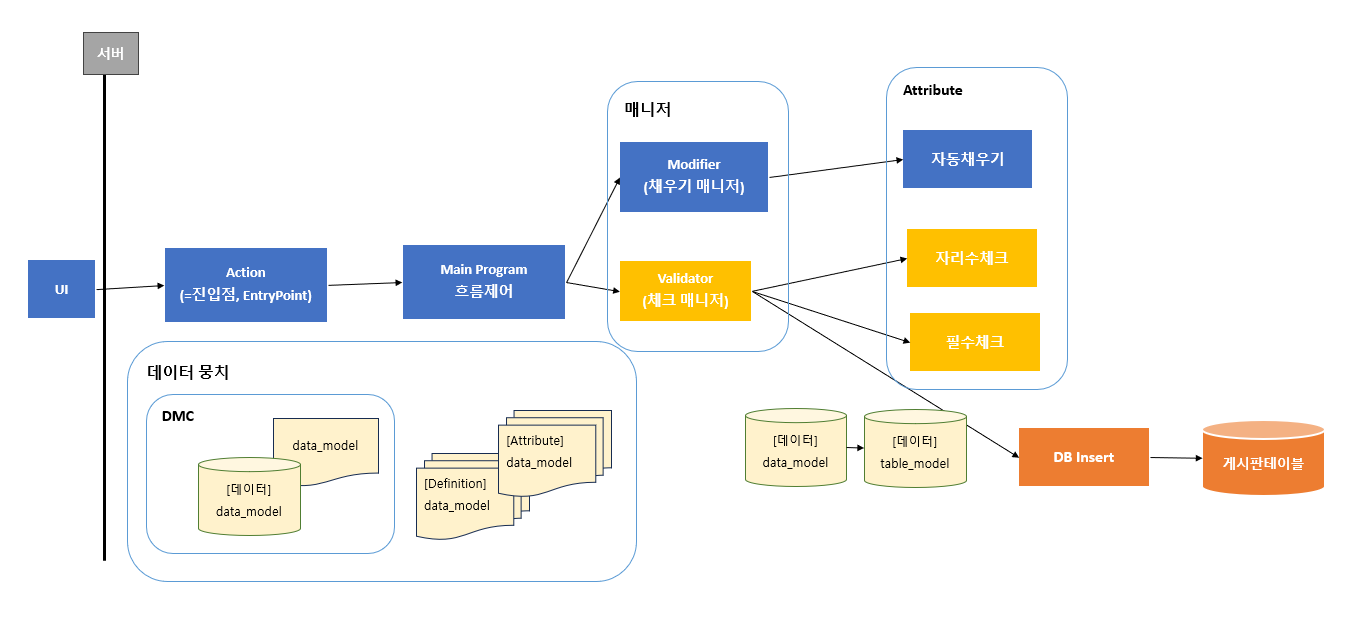 서버
UI
Action
(=진입점, EntryPoint)
Main Program
흐름제어
매니저
Modifier
(채우기 매니저)
Validator
(체크 매니저)
Attribute
자동채우기
자리수체크
필수체크
데이터 뭉치
DMC
data_model
[데이터]
data_model
[Attribute]
data_model
[Definition]
data_model
[데이터]
data_model
[데이터]
table_model
DB Insert
게시판테이블